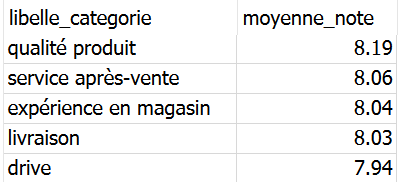 libelle_categorie moyenne_note
qualité produit 8.19
service après-vente 8.06
expérience en magasin 8.04
livraison 8.03
drive 7.94